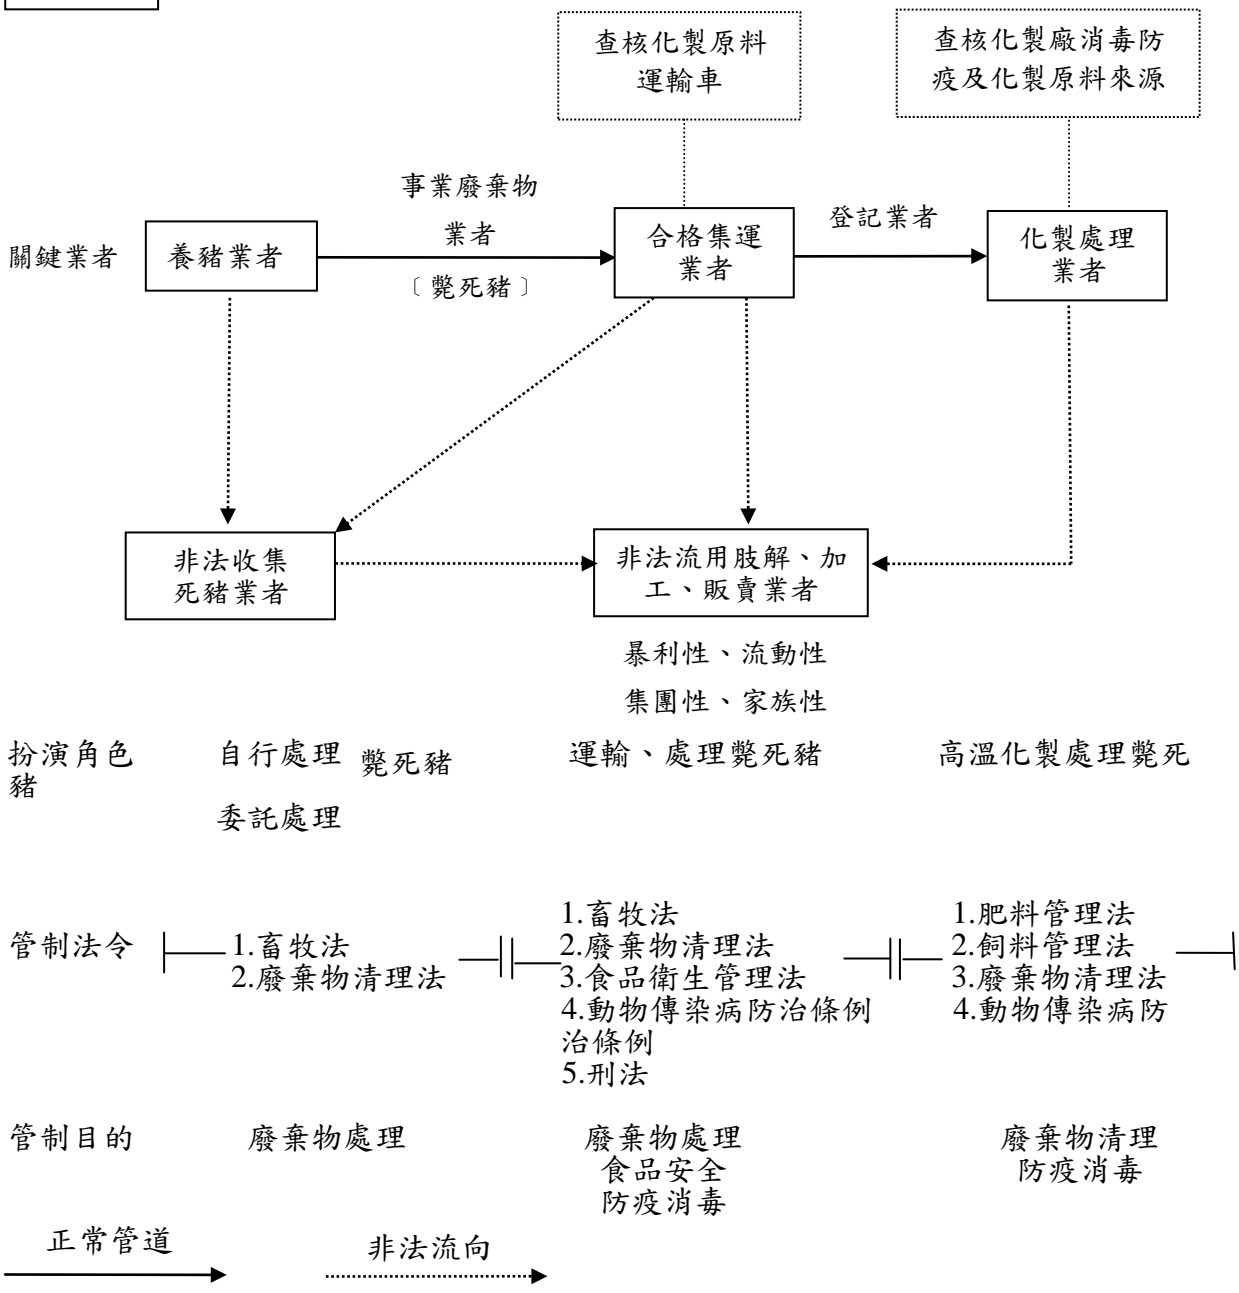 查核化製原料
運輸車
查核化製廠消毒防
疫及化製原料來源
事業廢棄物
業者
〔斃死豬〕
登記業者
關鍵業者
養豬業者
合格集運
業者
化製處理
業者
非法收集
死豬業者
非法流用肢解、加
工、販賣業者
暴利性、流動性
集團性、家族性
扮演角色 自行處理 斃死豬 運輸、處理斃死豬 高溫化製處理斃死
豬
委託處理
管制法令
1.畜牧法
2.廢棄物清理法
1.畜牧法
2.廢棄物清理法
3.食品衛生管理法
4.動物傳染病防治條例
治條例
5.刑法
1.肥料管理法
2.飼料管理法
3.廢棄物清理法
4.動物傳染病防
管制目的
廢棄物處理
廢棄物處理
食品安全
防疫消毒
廢棄物清理
防疫消毒
正常管道
非法流向